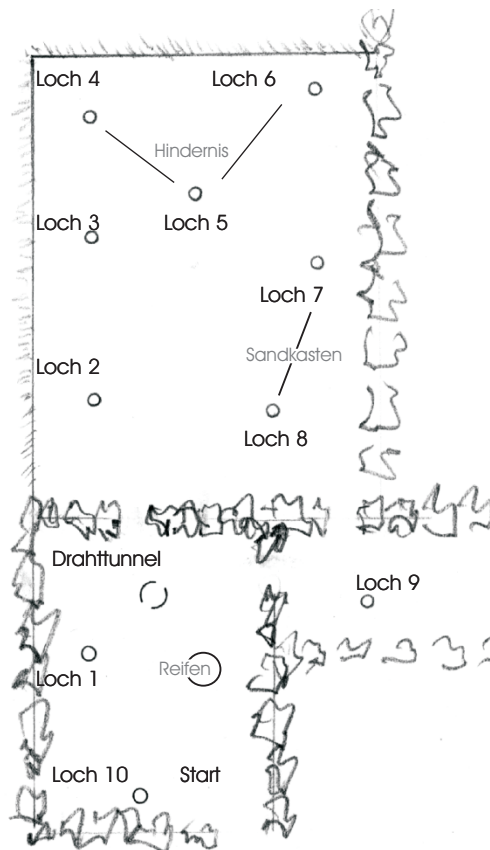 Loch 4
Loch 6
Hindernis
Loch 3
Loch 5
Loch 7
Sandkasten
Loch 2
Loch 8
Drahttunnel
Loch 9
Reifen
Loch 1
Loch 10
Start